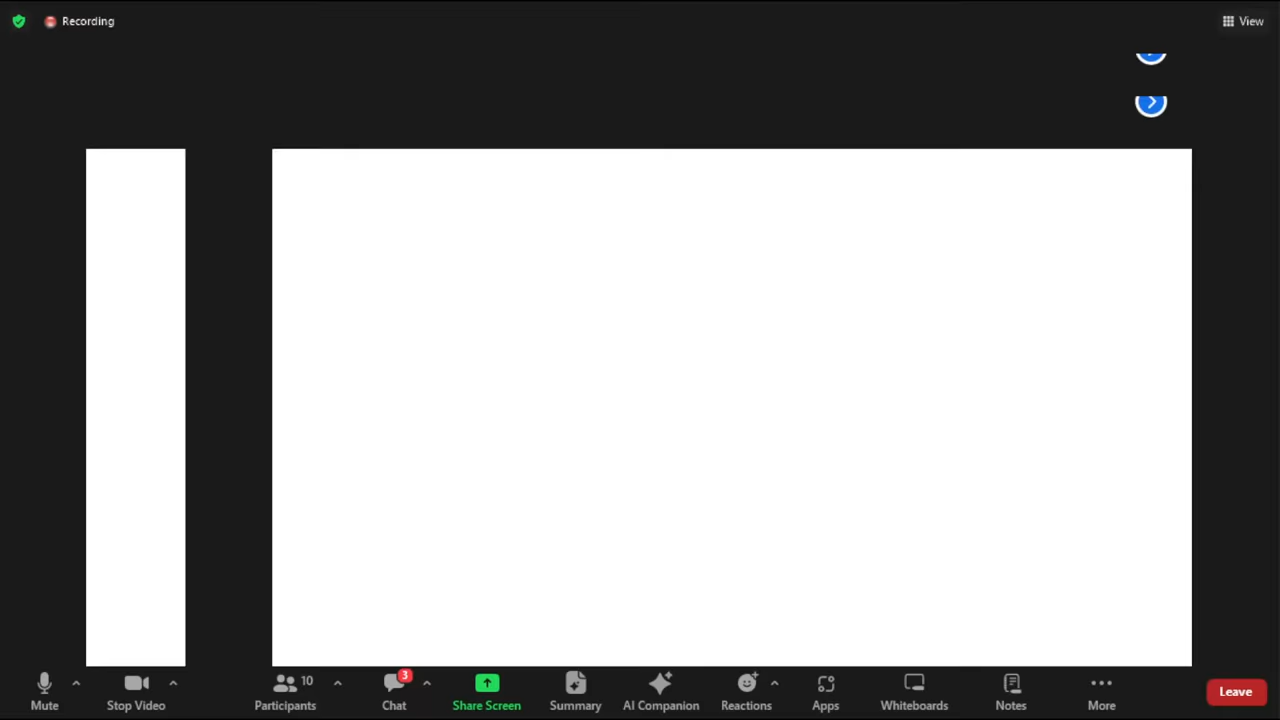 Recording
View
10
3
Mute
Stop Video
Participants
Chat
Share Screen
Summary
AI Companion
Reactions
Apps
Whiteboards
Notes
More
Leave